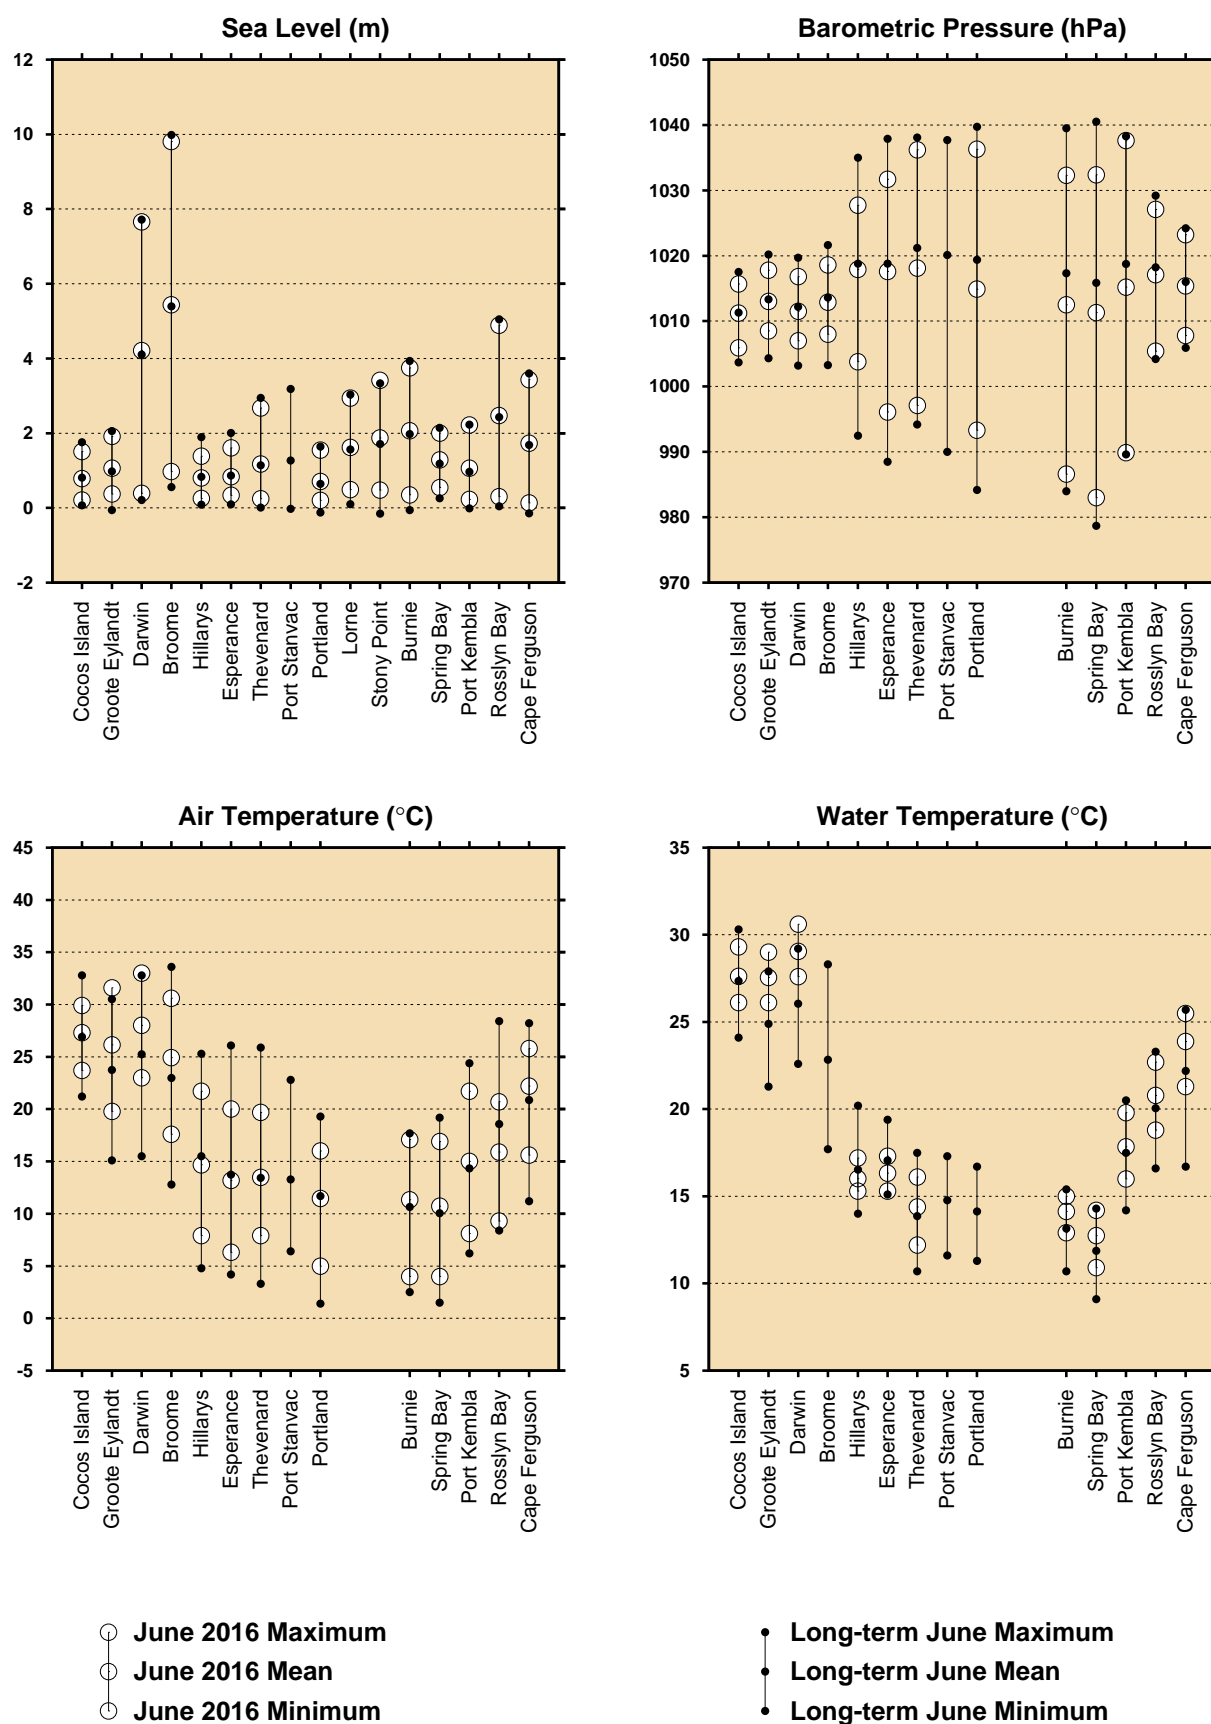 Sea Level (m)
12
10
8
6
4
2
0
-2
Cocos Island
Groote Eylandt
Darwin
Broome
Hillarys
Esperance
Thevenard
Port Stanvac
Portland
Lorne
Stony Point
Burnie
Spring Bay
Port Kembla
Rosslyn Bay
Cape Ferguson
Barometric Pressure (hPa)
1050
1040
1030
1020
1010
1000
990
980
970
Cocos Island
Groote Eylandt
Darwin
Broome
Hillarys
Esperance
Thevenard
Port Stanvac
Portland
Burnie
Spring Bay
Port Kembla
Rosslyn Bay
Cape Ferguson
Air Temperature (°C)
45
40
35
30
25
20
15
10
5
0
-5
Cocos Island
Groote Eylandt
Darwin
Broome
Hillarys
Esperance
Thevenard
Port Stanvac
Portland
Burnie
Spring Bay
Port Kembla
Rosslyn Bay
Cape Ferguson
Water Temperature (°C)
35
30
25
20
15
10
5
Cocos Island
Groote Eylandt
Darwin
Broome
Hillarys
Esperance
Thevenard
Port Stanvac
Portland
Burnie
Spring Bay
Port Kembla
Rosslyn Bay
Cape Ferguson
June 2016 Maximum
June 2016 Mean
June 2016 Minimum
Long-term June Maximum
Long-term June Mean
Long-term June Minimum